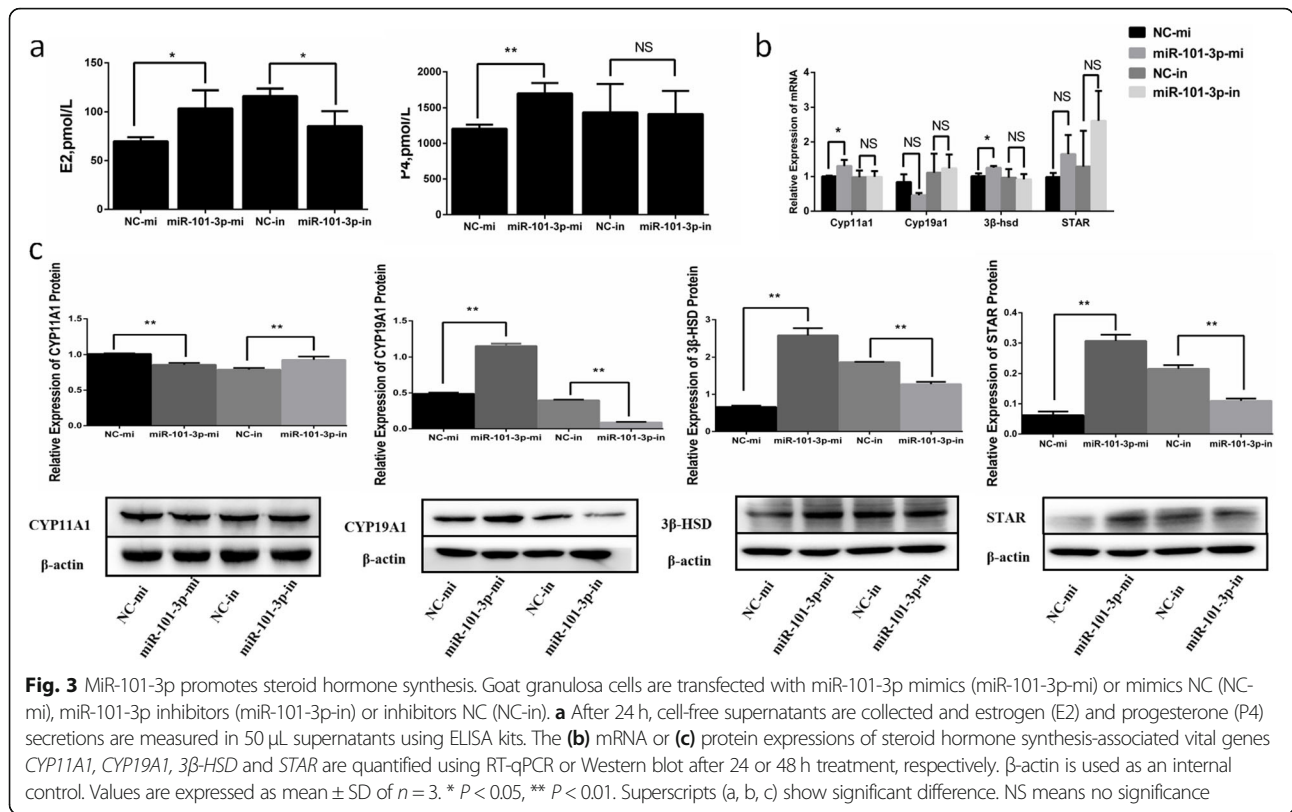 a
*
*
150
100
50
0
E2,pmol/L
NC-mi miR-101-3p-mi NC-in miR-101-3p-in
**
NS
2000
1600
1200
800
400
0
P4,pmol/L
NC-mi miR-101-3p-mi NC-in miR-101-3p-in
b
NC-mi
miR-101-3p-mi
NC-in
miR-101-3p-in
4
3
2
1
0
Relative Expression of mRNA
* NS NS NS * NS NS NS
Cyp11a1 Cyp19a1 3β-hsd STAR
c
Relative Expression of CYP11A1 Protein
1.5
1.0
0.5
0.0
** **
NC-mi miR-101-3p-mi NC-in miR-101-3p-in
Relative Expression of CYP19A1 Protein
1.5
1.0
0.5
0.0
** **
NC-mi miR-101-3p-mi NC-in miR-101-3p-in
Relative Expression of 3β-HSD Protein
3
2
1
0
** **
NC-mi miR-101-3p-mi NC-in miR-101-3p-in
Relative Expression of STAR Protein
0.4
0.3
0.2
0.1
0.0
** **
NC-mi miR-101-3p-mi NC-in miR-101-3p-in
CYP11A1
β-actin
NC-mi miR-101-3p-mi NC-in miR-101-3p-in
CYP19A1
β-actin
NC-mi miR-101-3p-mi NC-in miR-101-3p-in
3β-HSD
β-actin
NC-mi miR-101-3p-mi NC-in miR-101-3p-in
STAR
β-actin
NC-mi miR-101-3p-mi NC-in miR-101-3p-in
Fig. 3 MiR-101-3p promotes steroid hormone synthesis. Goat granulosa cells are transfected with miR-101-3p mimics (miR-101-3p-mi) or mimics NC (NC-
mi), miR-101-3p inhibitors (miR-101-3p-in) or inhibitors NC (NC-in). a After 24 h, cell-free supernatants are collected and estrogen (E2) and progesterone (P4)
secretions are measured in 50 μL supernatants using ELISA kits. The (b) mRNA or (c) protein expressions of steroid hormone synthesis-associated vital genes
CYP11A1, CYP19A1, 3β-HSD and STAR are quantified using RT-qPCR or Western blot after 24 or 48 h treatment, respectively. β-actin is used as an internal
control. Values are expressed as mean ± SD of n = 3. * P < 0.05, ** P < 0.01. Superscripts (a, b, c) show significant difference. NS means no significance